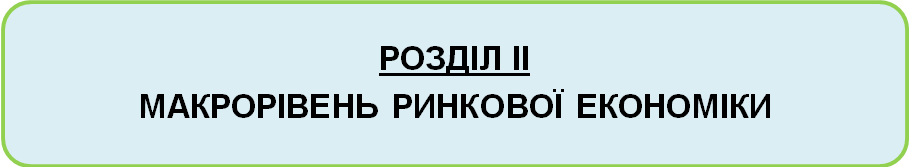 РОЗДІЛ ІІ
МАКРОРІВЕНЬ РИНКОВОЇ ЕКОНОМІКИ